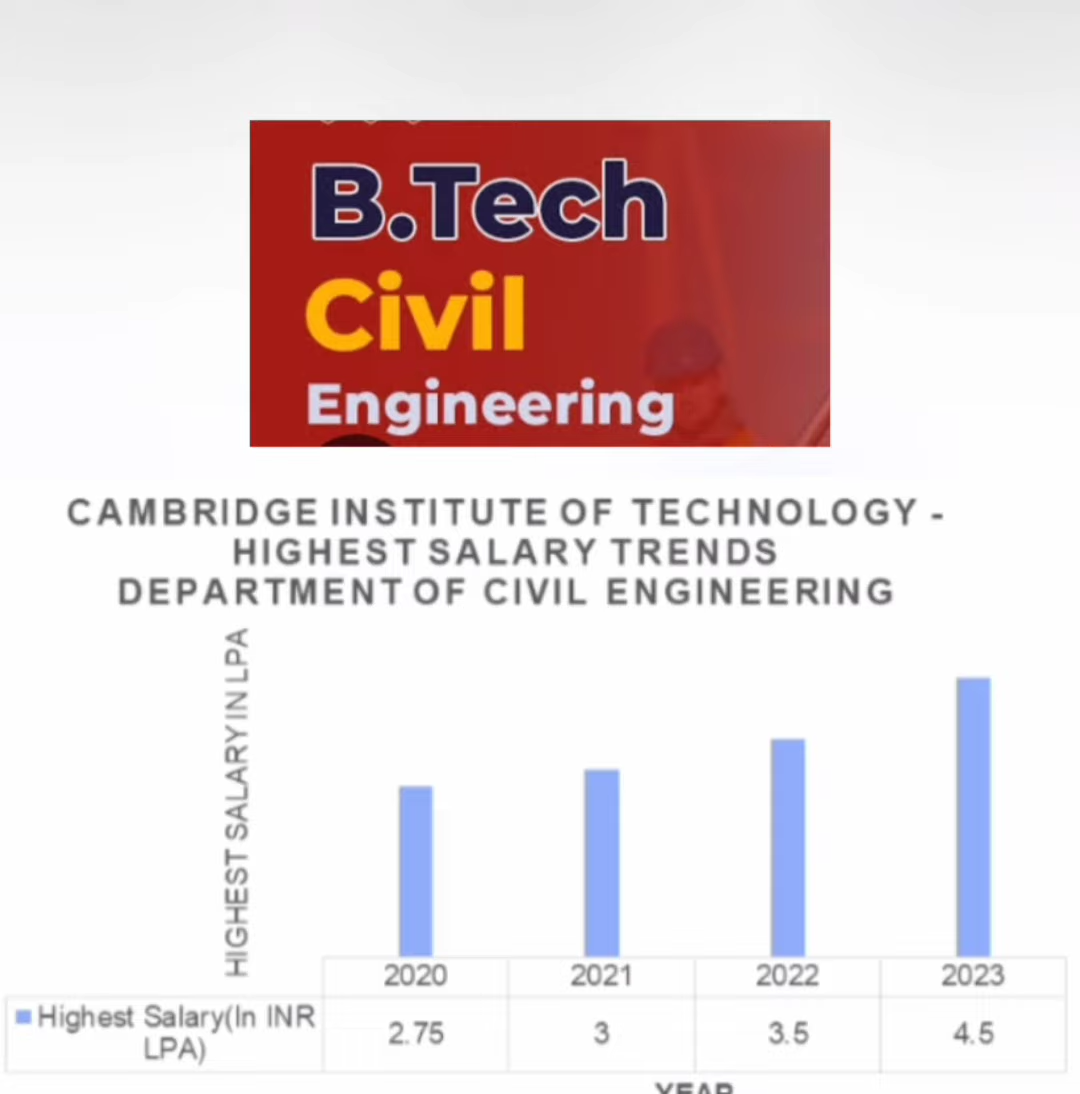 B.Tech
Civil
Engineering
CAMBRIDGE INSTITUTE OF TECHNOLOGY -
HIGHEST SALARY TRENDS
DEPARTMENT OF CIVIL ENGINEERING
HIGHEST SALARY IN LPA
2020 2021 2022 2023
Highest Salary(In INR
LPA)
2.75 3 3.5 4.5
YEAR